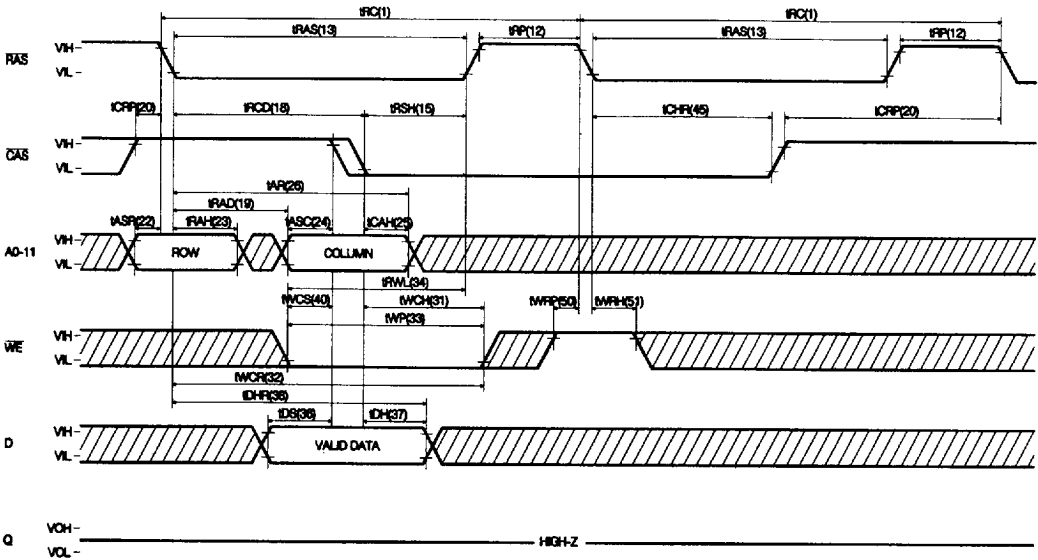 tRC(1) tRC(1)
tRAS(13) tRP(12) tRAS(13) tRP(12)
RAS VIH– VIL–
tCRP(20) tRCD(18) tRSH(15) tCHR(45) tCRP(20)
CAS VIH– VIL–
tAR(26)
tRAD(19)
tASR(22) tRAH(23) tASC(24) tCAH(25)
A0-11 VIH– VIL– ROW COLUMN
tRWL(34)
tWCS(40) tWCH(31) tWRP(50) tWRH(51)
tWP(33)
WE VIH– VIL–
tWCR(32)
tDHR(38)
tDS(36) tDH(37)
D VIH– VIL– VALID DATA
Q VOH– VOL– HIGH-Z